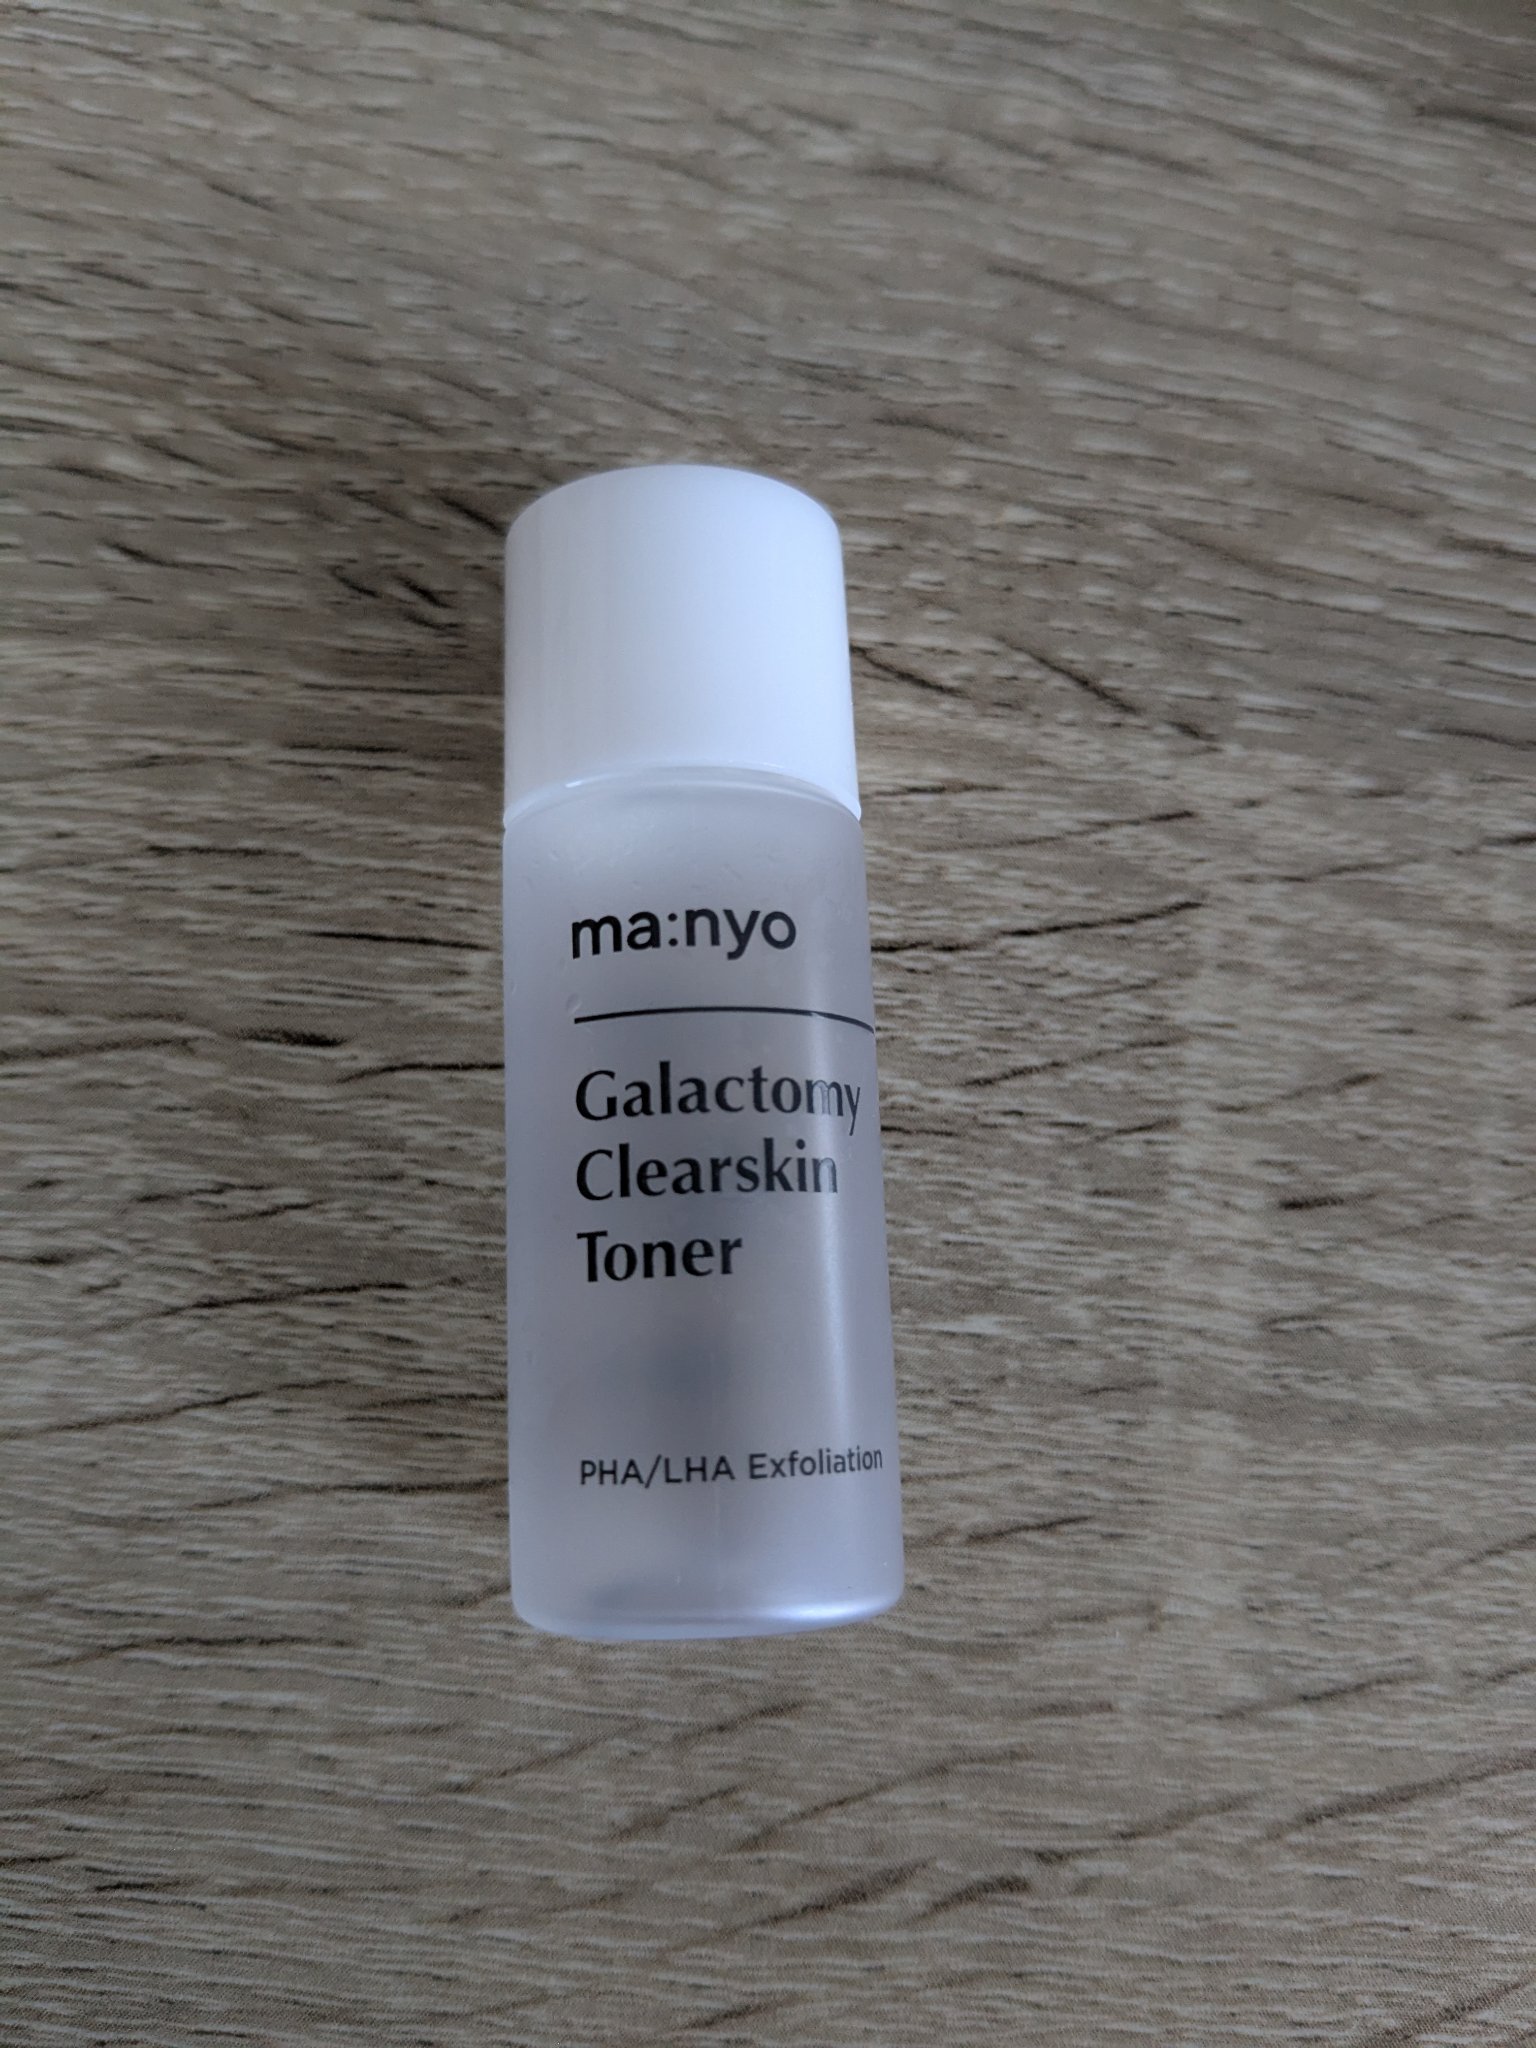 ma:nyo
Galactomy
Clearskin
Toner
PHA/LHA Exfoliation